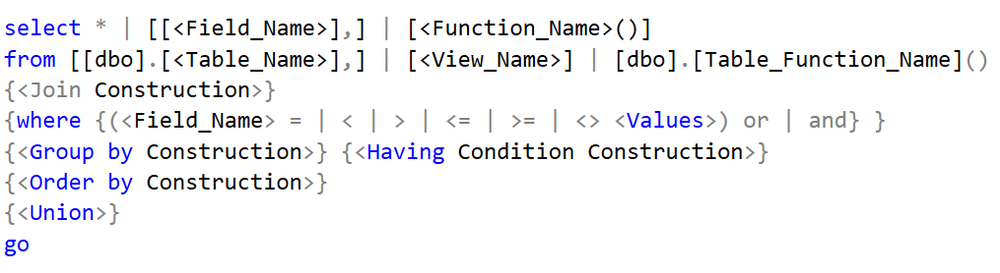 select * | [[<Field_Name>],] | [<Function_Name>()]
from [[dbo].[<Table_Name>],] | [<View_Name>] | [dbo].[Table_Function_Name]()
{<Join Construction>}
{where {(<Field_Name> = | < | > | <= | >= | <> <Values>) or | and} }
{<Group by Construction>} {<Having Condition Construction>}
{<Order by Construction>}
{<Union>}
go